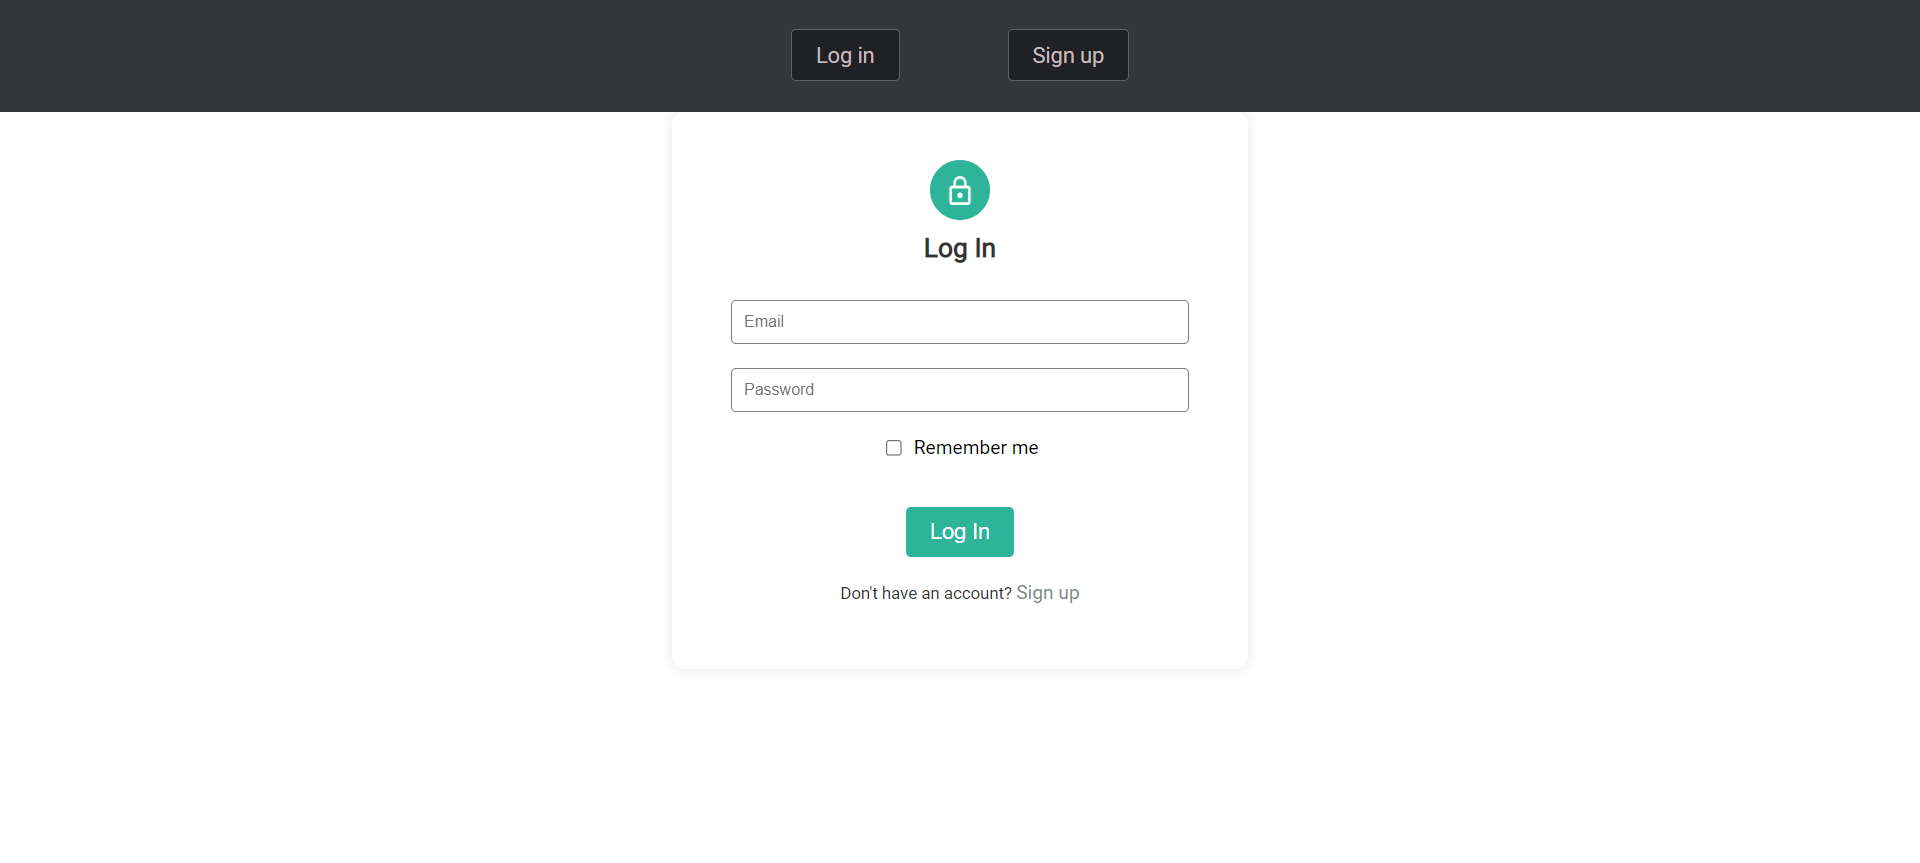 Log in
Sign up
Log In
Email
Password
Remember me
Log In
Don't have an account? Sign up